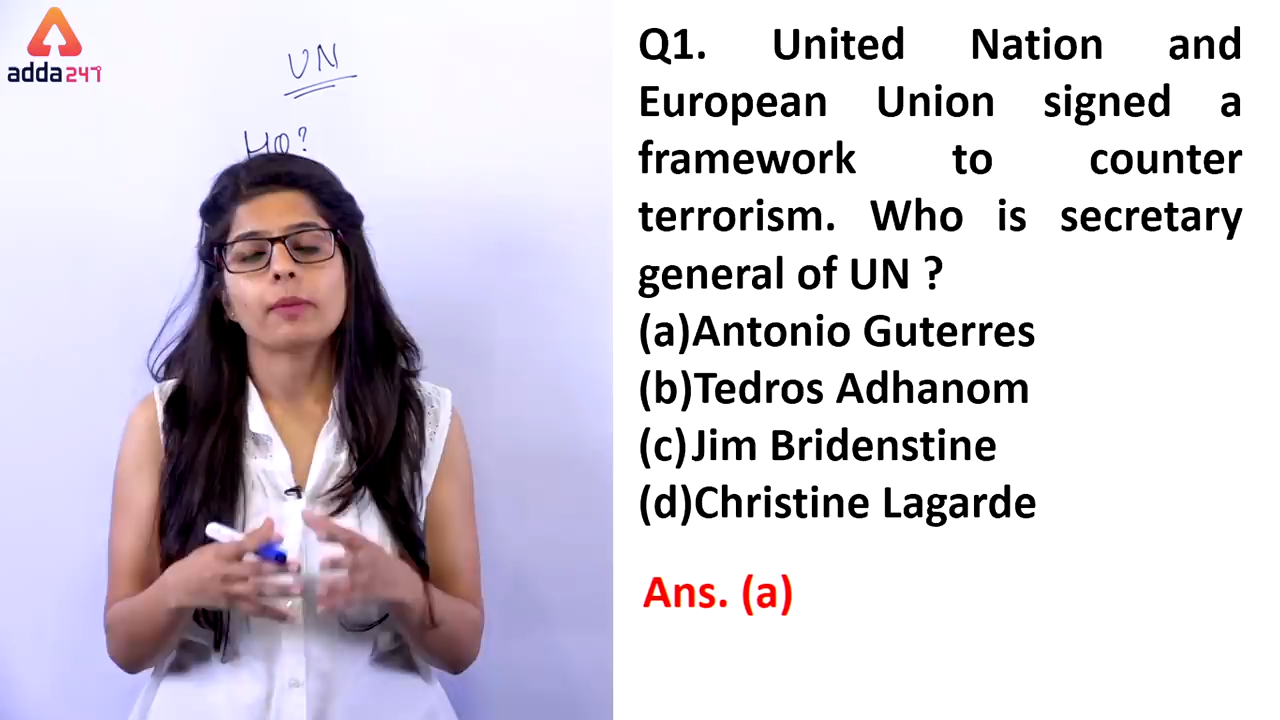 adda247
UN
HQ?
Q1. United Nation and
European Union signed a
framework to counter
terrorism. Who is secretary
general of UN ?
(a)Antonio Guterres
(b)Tedros Adhanom
(c)Jim Bridenstine
(d)Christine Lagarde
Ans. (a)